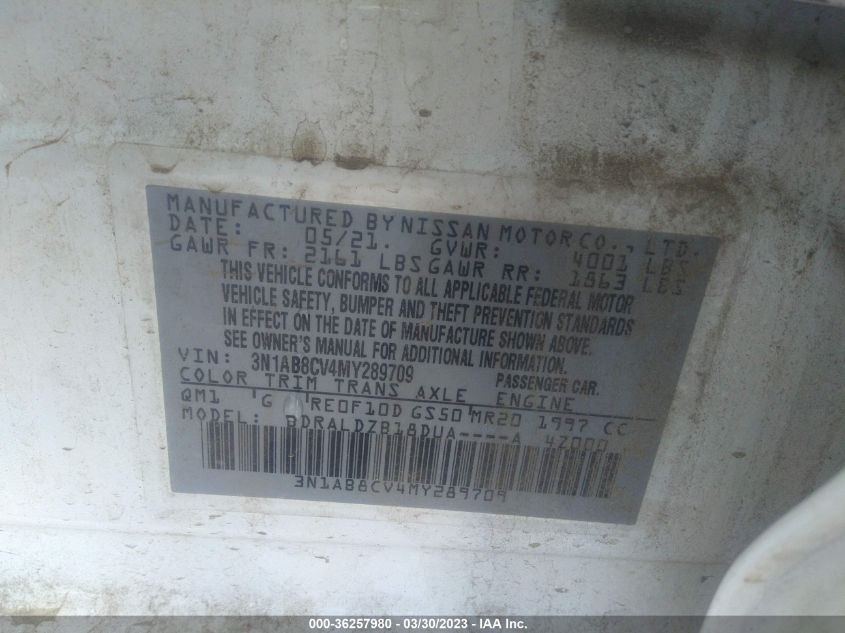 MANUFACTURED BY NISSAN MOTOR CO., LTD.
DATE: 05/21. GVWR: 4001 LBS
GAWR FR: 2161 LBS GAWR RR: 1863 LBS
THIS VEHICLE CONFORMS TO ALL APPLICABLE FEDERAL MOTOR
VEHICLE SAFETY, BUMPER AND THEFT PREVENTION STANDARDS
IN EFFECT ON THE DATE OF MANUFACTURE SHOWN ABOVE.
SEE OWNER'S MANUAL FOR ADDITIONAL INFORMATION.
VIN: 3N1AB8CV4MY289709 PASSENGER CAR.
COLOR TRIM TRANS AXLE ENGINE
QM1 G RE0F10D GS50 MR20 1997 CC
MODEL: BDRALDZB18DUA----A 4Z000
3N1AB8CV4MY289709
000-36257980 - 03/30/2023 - IAA Inc.